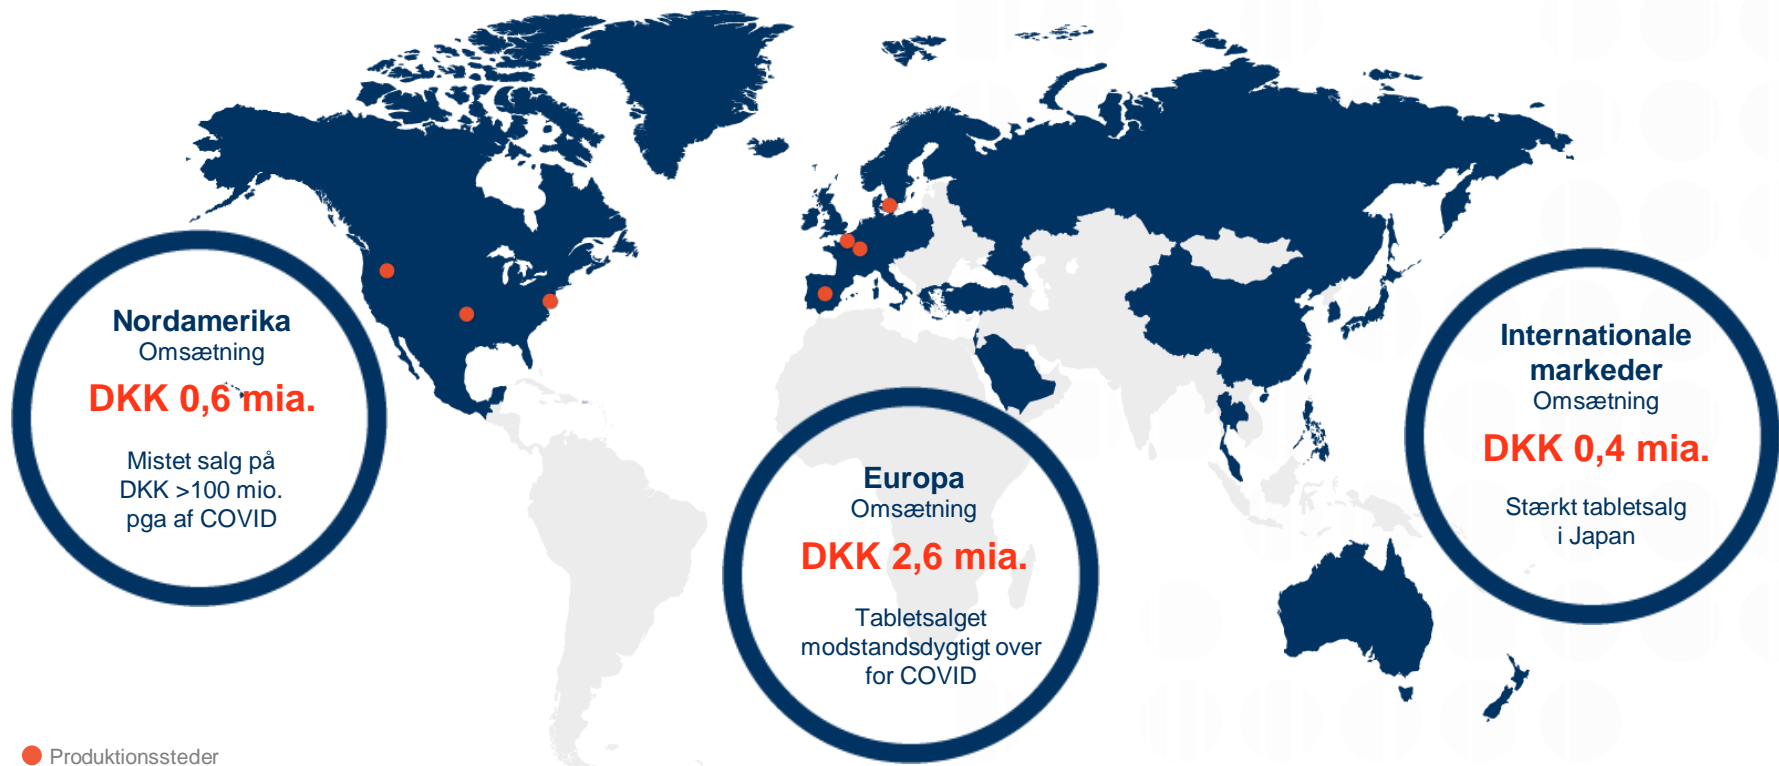 Nordamerika
Omsætning
DKK 0,6 mia.
Mistet salg på
DKK >100 mio.
pga af COVID
Europa
Omsætning
DKK 2,6 mia.
Tabletsalget
modstandsdygtigt over
for COVID
Internationale
markeder
Omsætning
DKK 0,4 mia.
Stærkt tabletsalg
i Japan
Produktionssteder